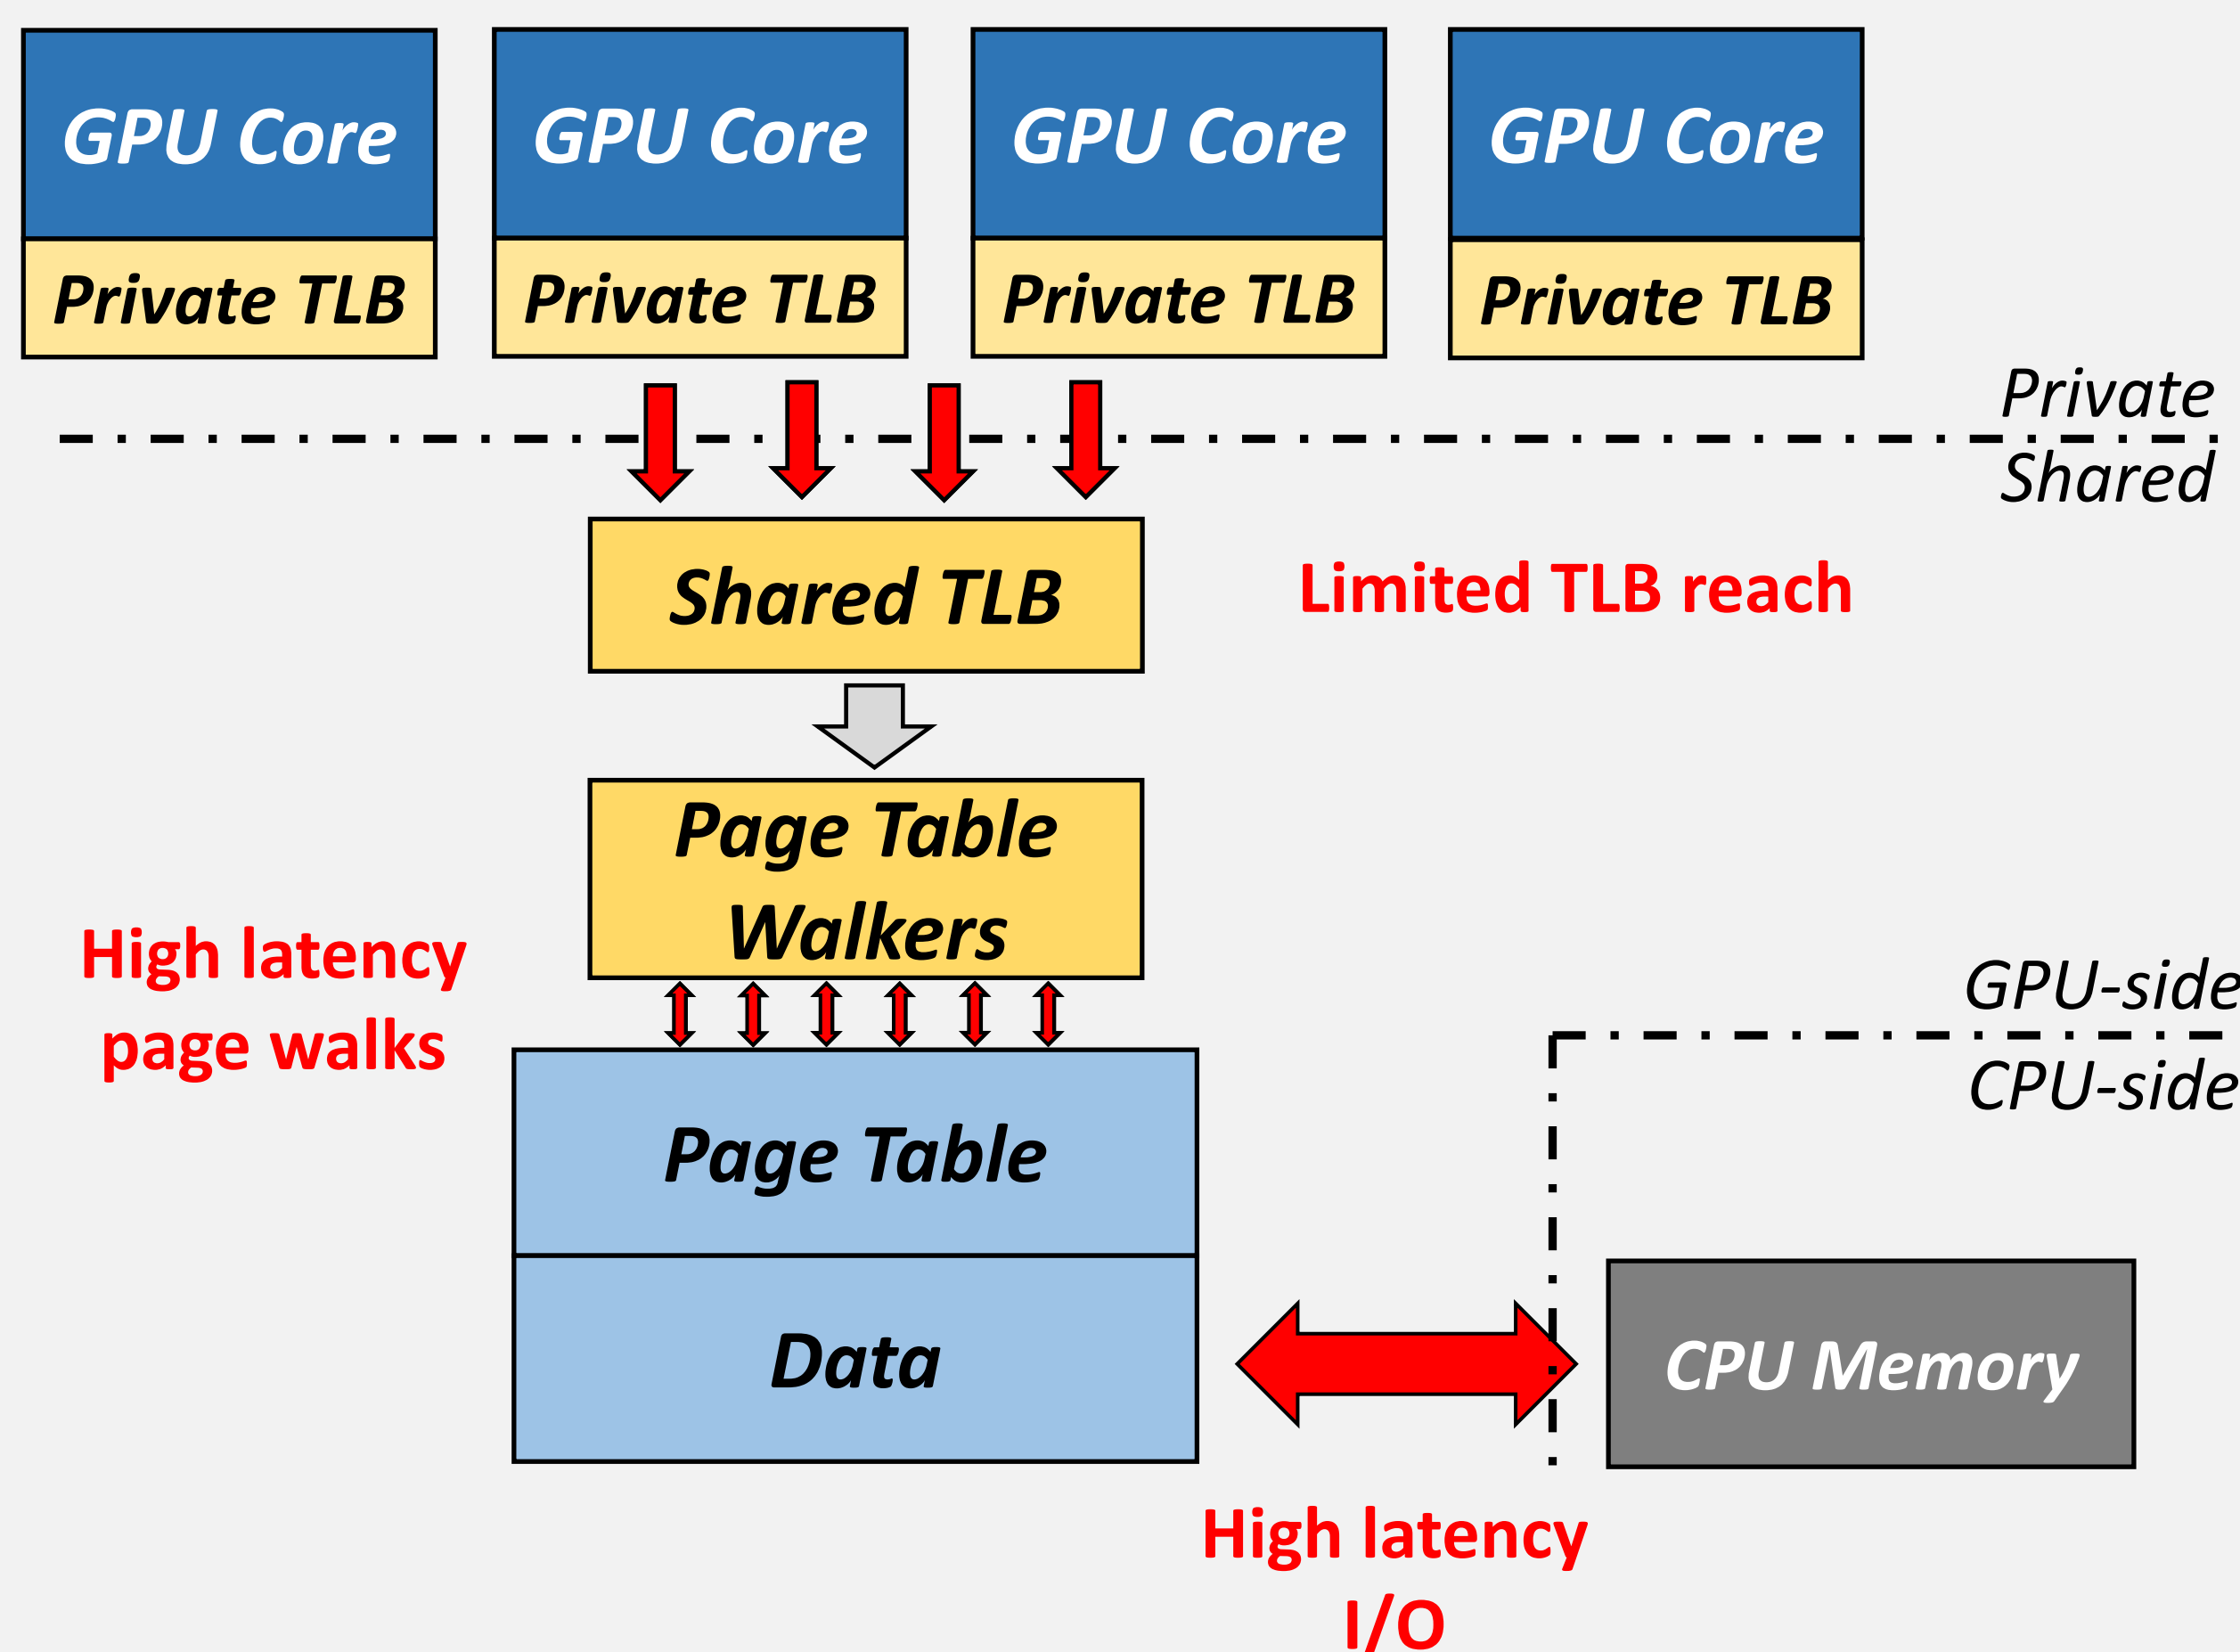 GPU Core
GPU Core
GPU Core
GPU Core
Private TLB
Private TLB
Private TLB
Private TLB
Private
Shared
Shared TLB
Limited TLB reach
Page Table
Walkers
High latency
page walks
GPU-side
CPU-side
Page Table
Data
CPU Memory
High latency
I/O